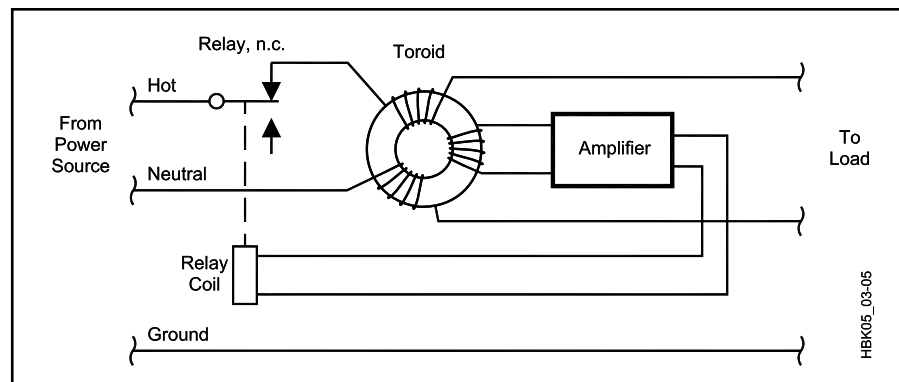 Relay, n.c.
Toroid
Hot
From
Power
Source
Amplifier
To
Load
Neutral
Relay
Coil
Ground
HBK05_03-05